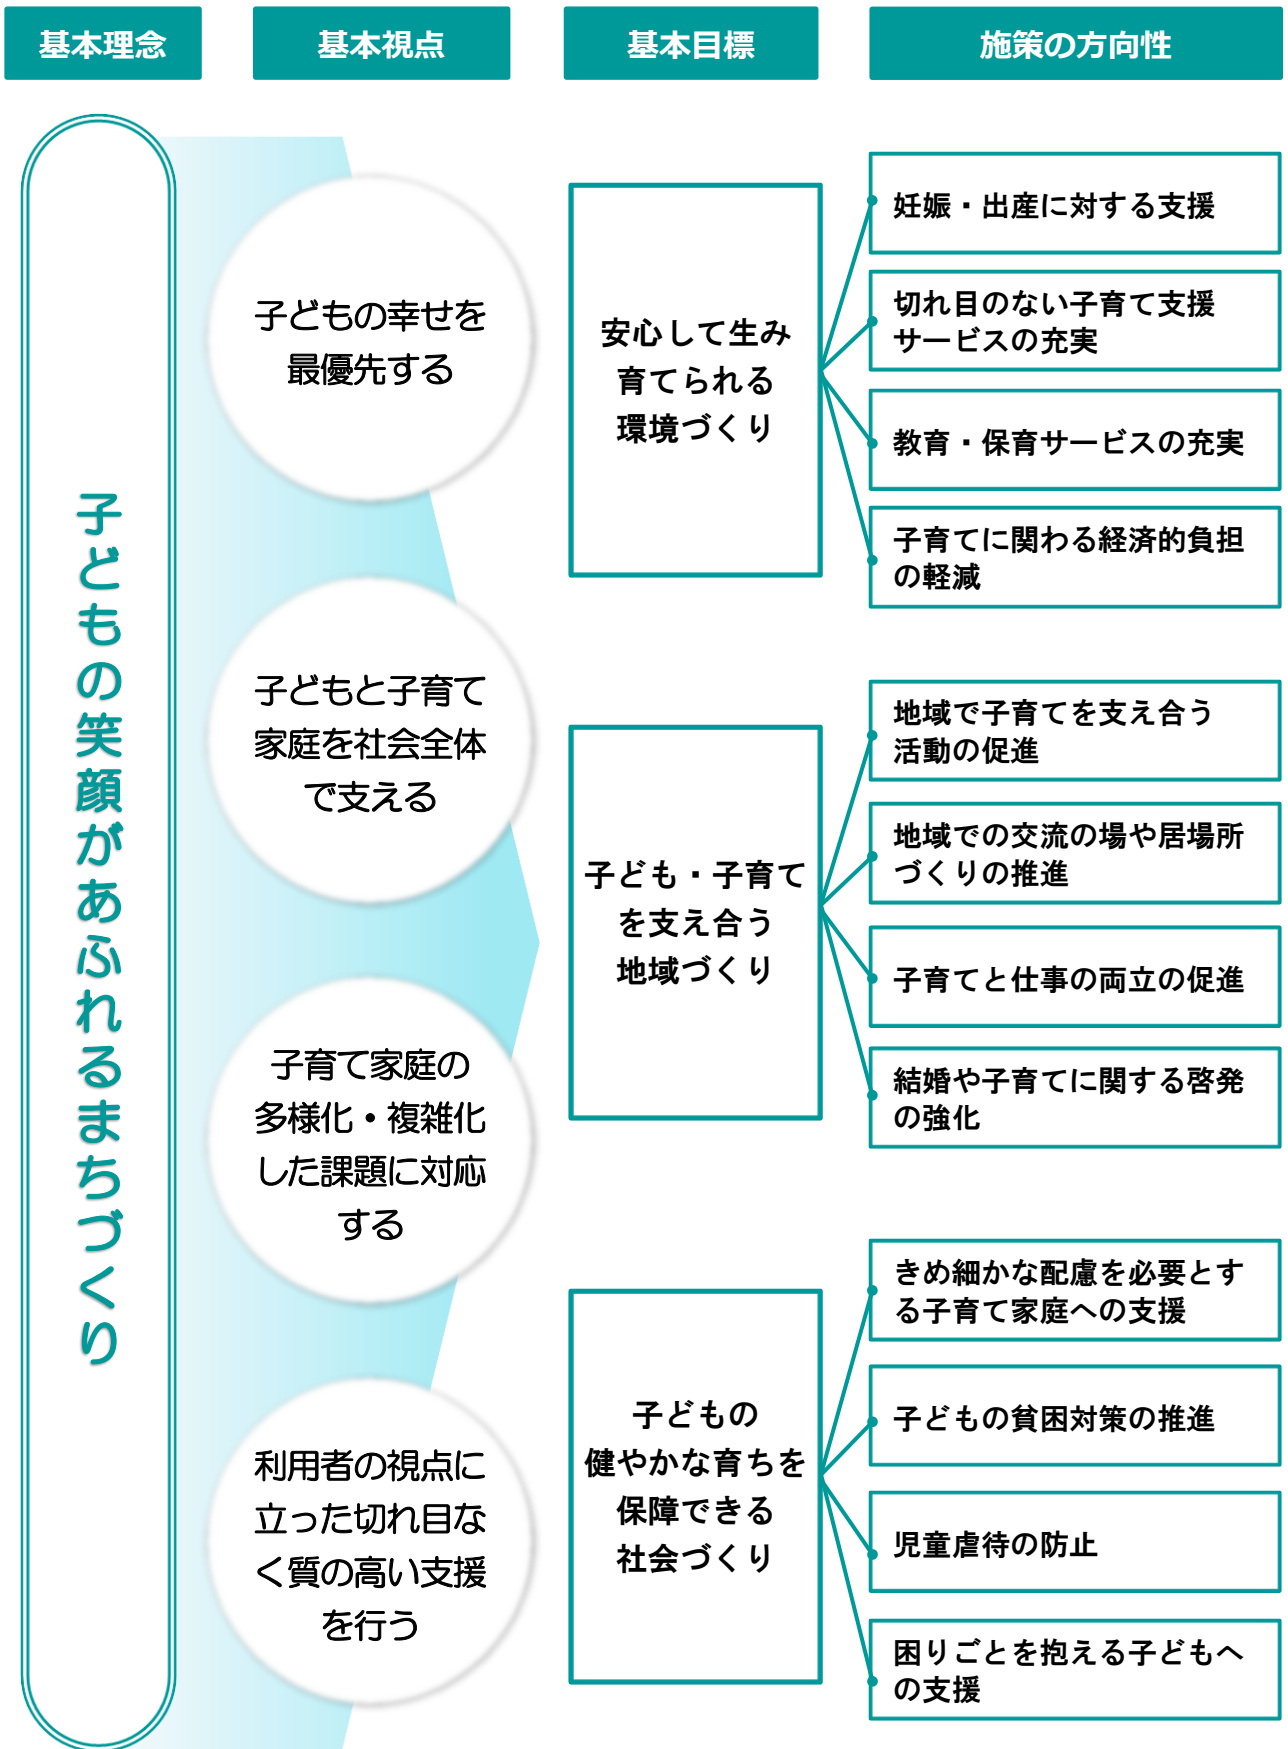 基本理念
基本視点
基本目標
施策の方向性
子どもの笑顔があふれるまちづくり
子どもの幸せを
最優先する
子どもと子育て
家庭を社会全体
で支える
子育て家庭の
多様化・複雑化
した課題に対応
する
利用者の視点に
立った切れ目な
く質の高い支援
を行う
安心して生み
育てられる
環境づくり
妊娠・出産に対する支援
切れ目のない子育て支援
サービスの充実
教育・保育サービスの充実
子育てに関わる経済的負担
の軽減
子ども・子育て
を支え合う
地域づくり
地域で子育てを支え合う
活動の促進
地域での交流の場や居場所
づくりの推進
子育てと仕事の両立の促進
結婚や子育てに関する啓発
の強化
子どもの
健やかな育ちを
保障できる
社会づくり
きめ細かな配慮を必要とす
る子育て家庭への支援
子どもの貧困対策の推進
児童虐待の防止
困りごとを抱える子どもへ
の支援